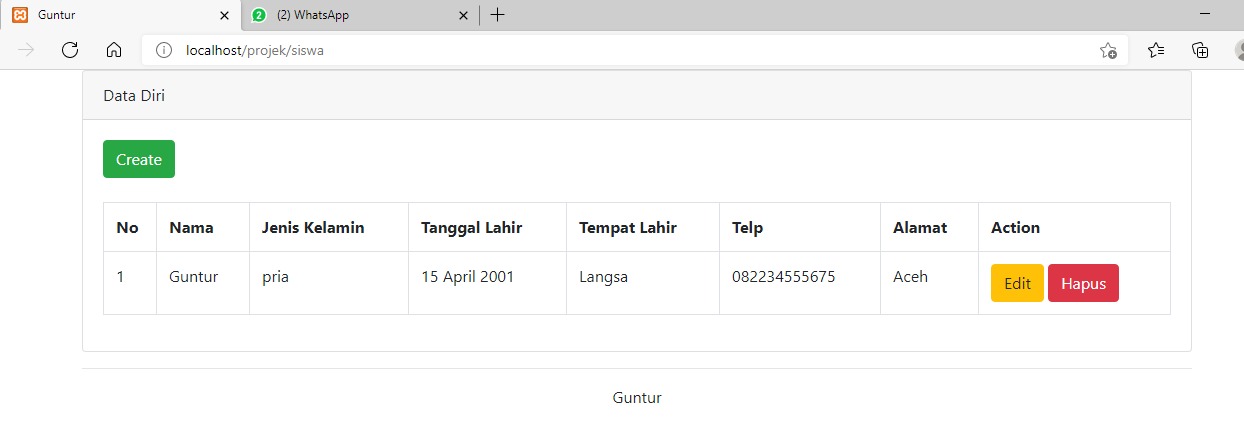 Guntur
(2) WhatsApp
localhost/projek/siswa
Data Diri
Create
No Nama Jenis Kelamin Tanggal Lahir Tempat Lahir Telp Alamat Action
1 Guntur pria 15 April 2001 Langsa 082234555675 Aceh Edit Hapus
Guntur